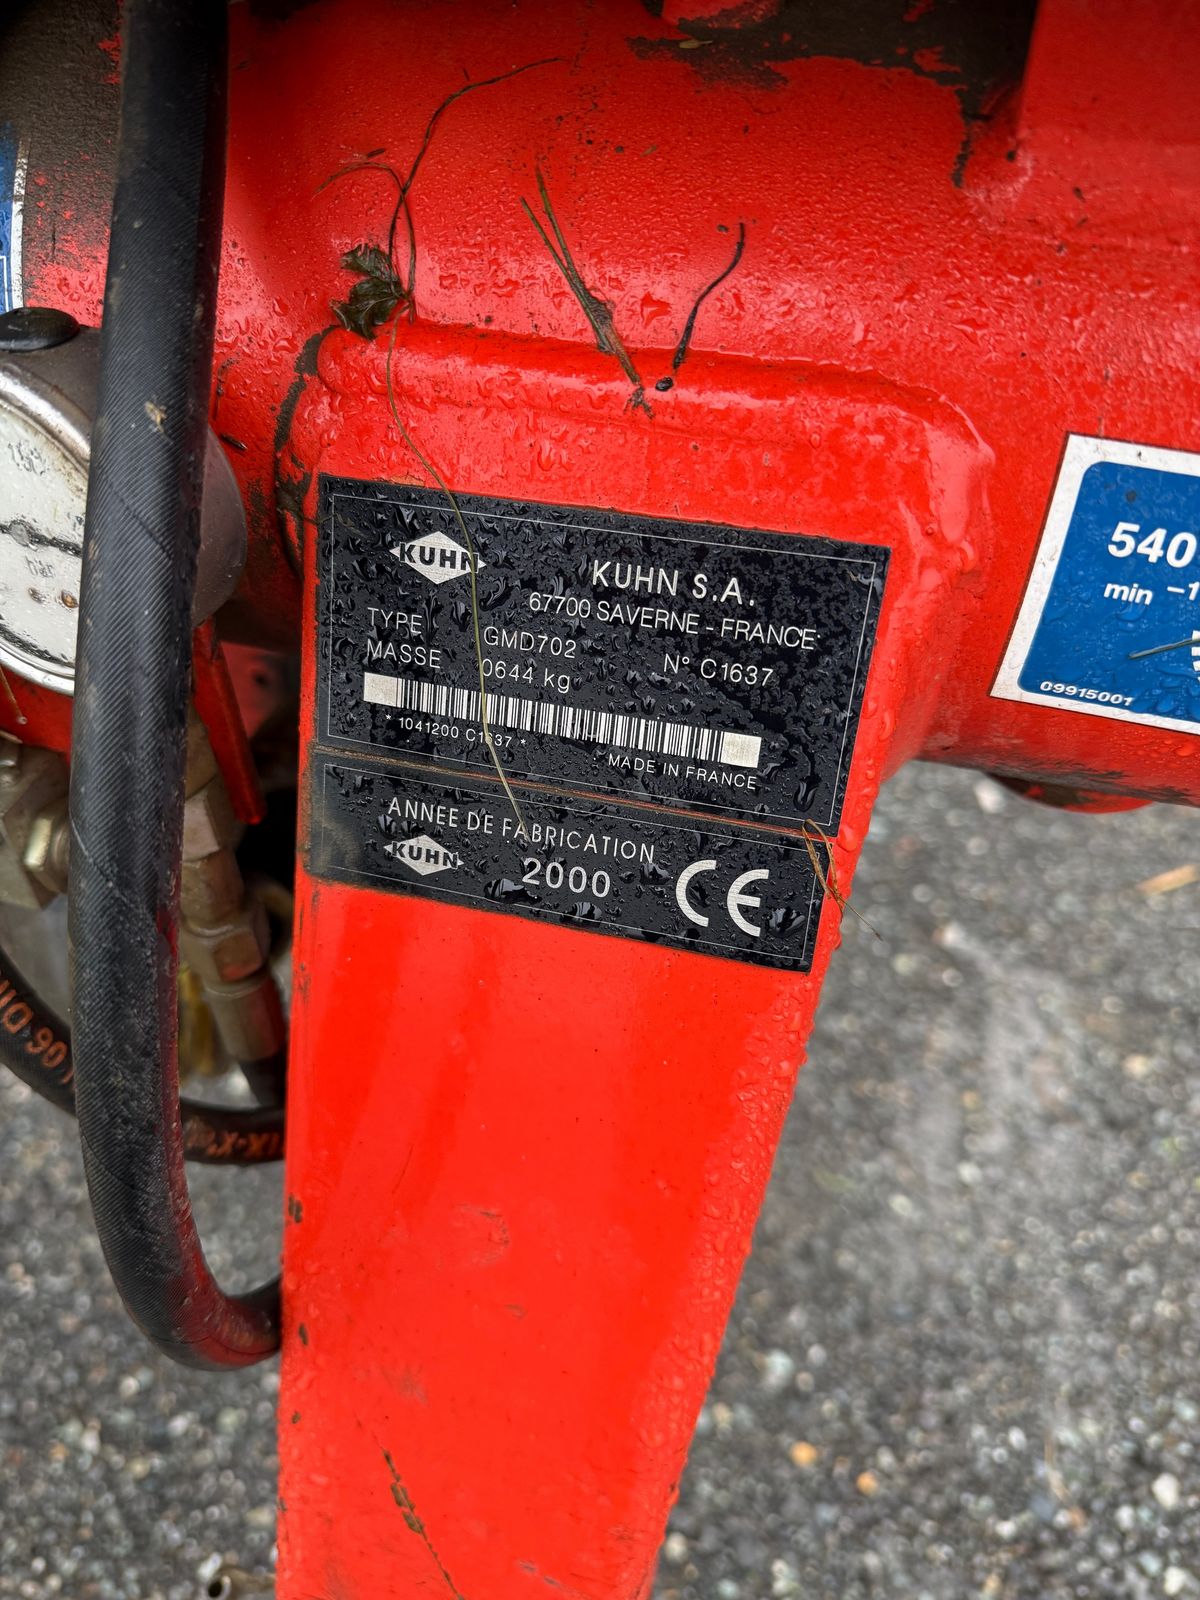 KUHN
KUHN S.A.
67700 SAVERNE - FRANCE
TYPE GMD702 N° C1637
MASSE 0644 kg
* 1041200 C1637 *
MADE IN FRANCE
ANNEE DE FABRICATION
KUHN 2000 CE
540
min -1
09915001